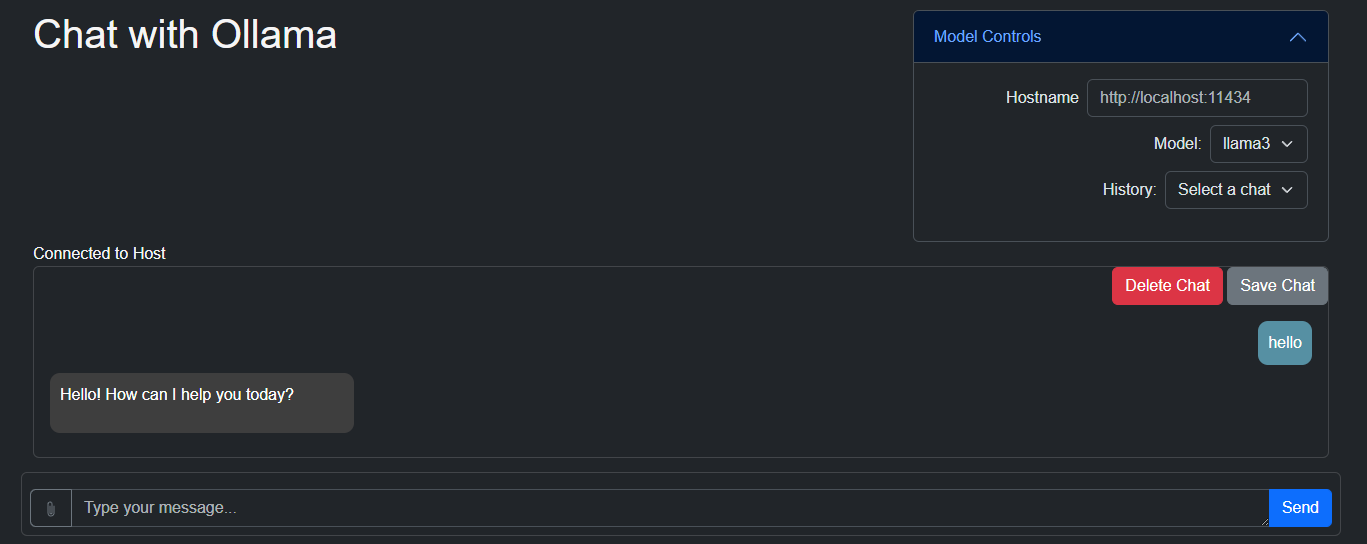 Chat with Ollama
Model Controls
Hostname http://localhost:11434
Model: llama3
History: Select a chat
Connected to Host
Delete Chat Save Chat
hello
Hello! How can I help you today?
Type your message...
Send